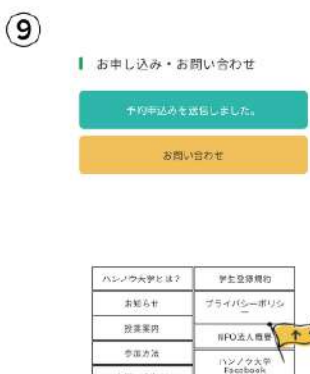 ⑨
お申し込み・お問い合わせ
予約申込みを送信しました。
お問い合わせ
ハンノウ大学とは?
学生登録規約
お知らせ
プライバシーポリシー
授業案内
NPO法人概要
参加方法
ハンノウ大学
Facebook